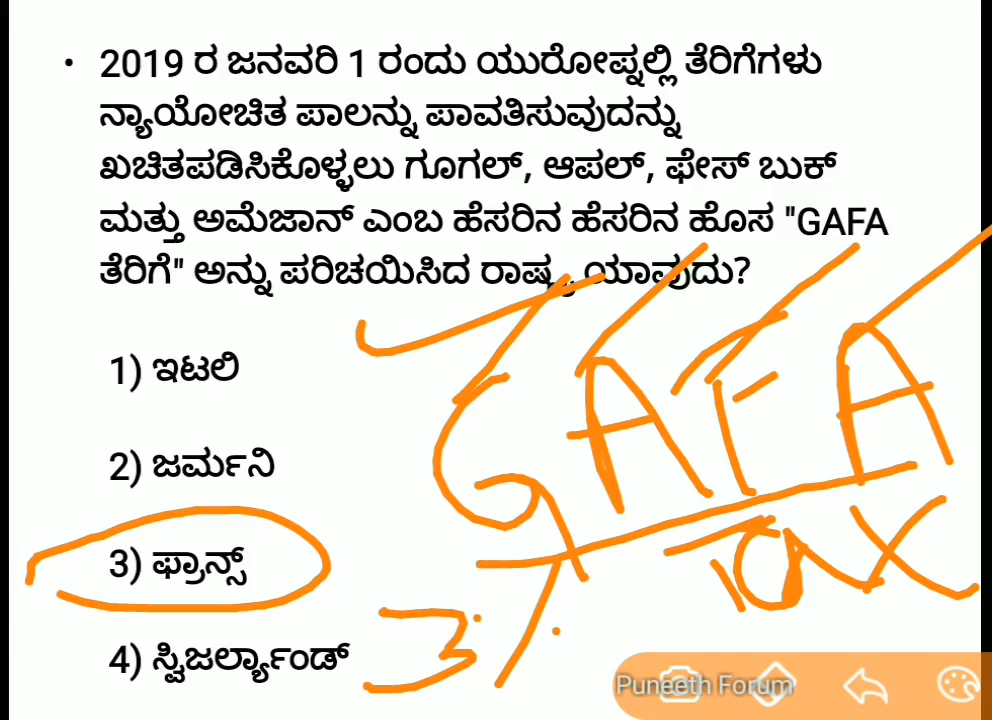 • 2019 ರ ಜನವರಿ 1 ರಂದು ಯುರೋಪ್ನಲ್ಲಿ ತೆರಿಗೆಗಳು
ನ್ಯಾಯೋಚಿತ ಪಾಲನ್ನು ಪಾವತಿಸುವುದನ್ನು
ಖಚಿತಪಡಿಸಿಕೊಳ್ಳಲು ಗೂಗಲ್, ಆಪಲ್, ಫೇಸ್ ಬುಕ್
ಮತ್ತು ಅಮೆಜಾನ್ ಎಂಬ ಹೆಸರಿನ ಹೆಸರಿನ ಹೊಸ "GAFA
ತೆರಿಗೆ" ಅನ್ನು ಪರಿಚಯಿಸಿದ ರಾಷ್ಟ್ರ ಯಾವುದು?
1) ಇಟಲಿ
GAFA
2) ಜರ್ಮನಿ
Tax
3) ಫ್ರಾನ್ಸ್
3%
4) ಸ್ವಿಜರ್ಲ್ಯಾಂಡ್
Puneeth Forum